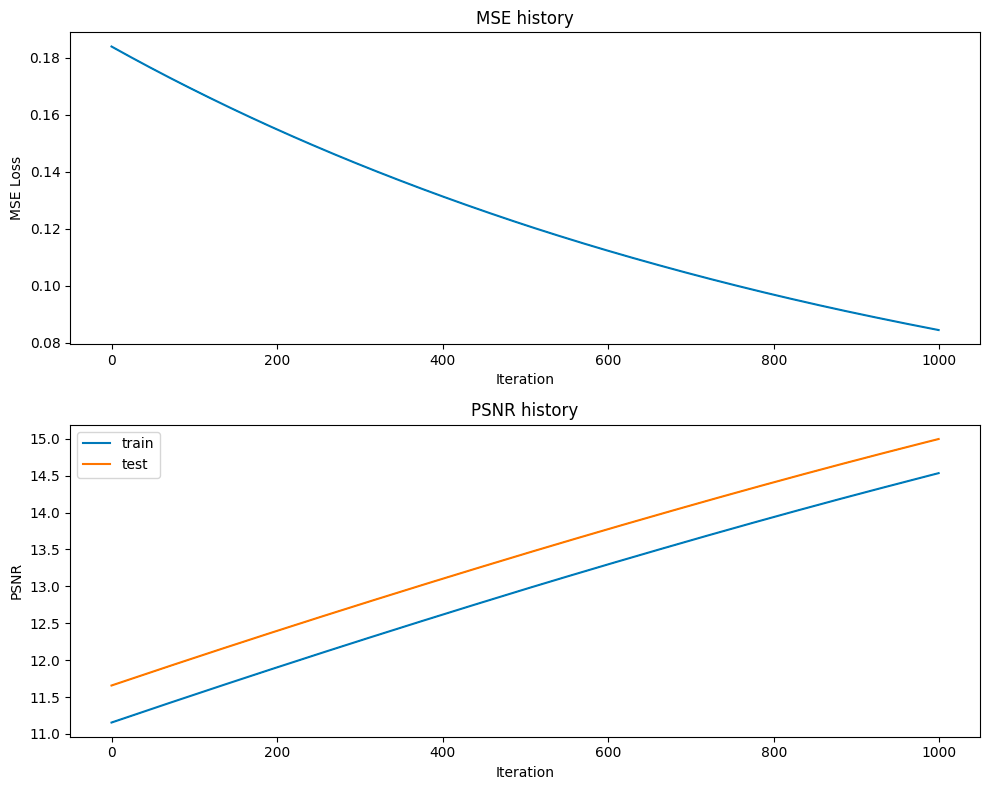 MSE history
0.18
0.16
0.14
0.12
0.10
0.08
MSE Loss
0 200 400 600 800 1000
Iteration
PSNR history
train
test
15.0
14.5
14.0
13.5
13.0
12.5
12.0
11.5
11.0
PSNR
0 200 400 600 800 1000
Iteration